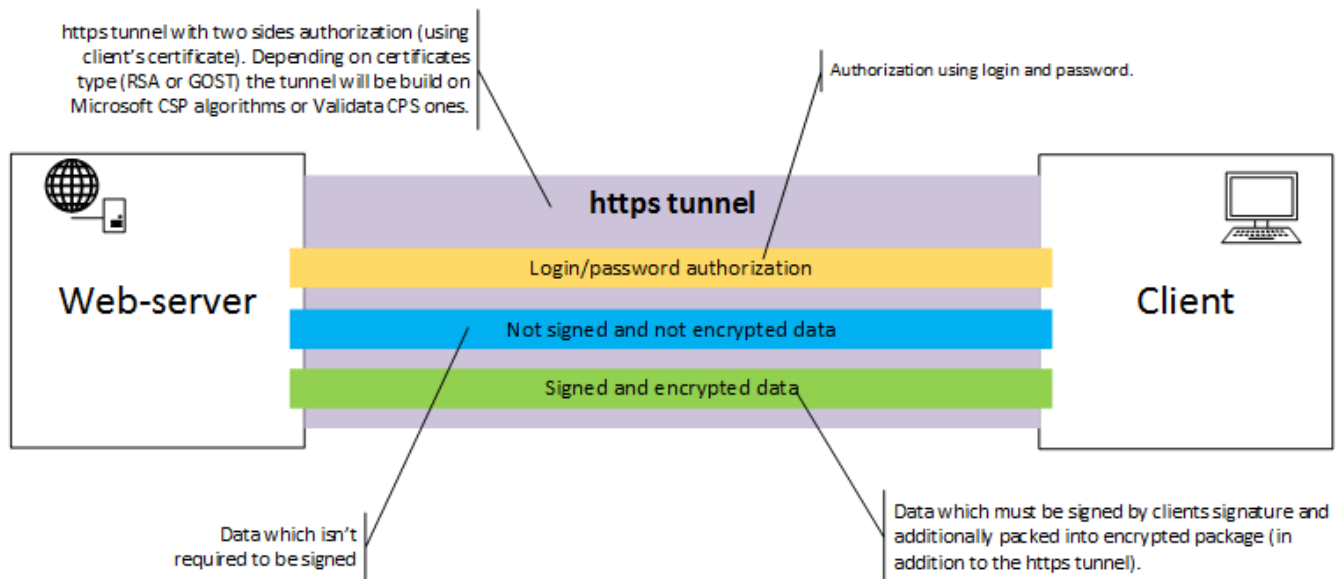 https tunnel with two sides authorization (using
client's certificate). Depending on certificates
type (RSA or GOST) the tunnel will be build on
Microsoft CSP algorithms or Validata CPS ones.
Authorization using login and password.
https tunnel
Login/password authorization
Web-server
Client
Not signed and not encrypted data
Signed and encrypted data
Data which isn't
required to be signed
Data which must be signed by clients signature and
additionally packed into encrypted package (in
addition to the https tunnel).